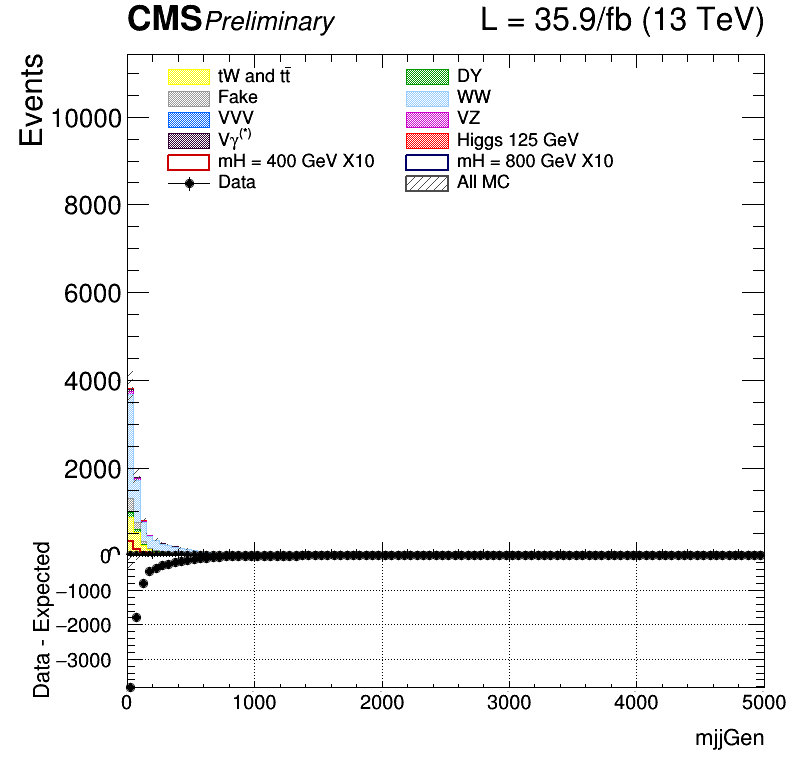 CMS Preliminary L = 35.9/fb (13 TeV)
Events
10000
8000
6000
4000
2000
0
tW and tt̄ DY
Fake WW
VVV VZ
Vγ(*) Higgs 125 GeV
mH = 400 GeV X10 mH = 800 GeV X10
Data All MC
Data - Expected
0
−1000
−2000
−3000
0 1000 2000 3000 4000 5000
mjjGen